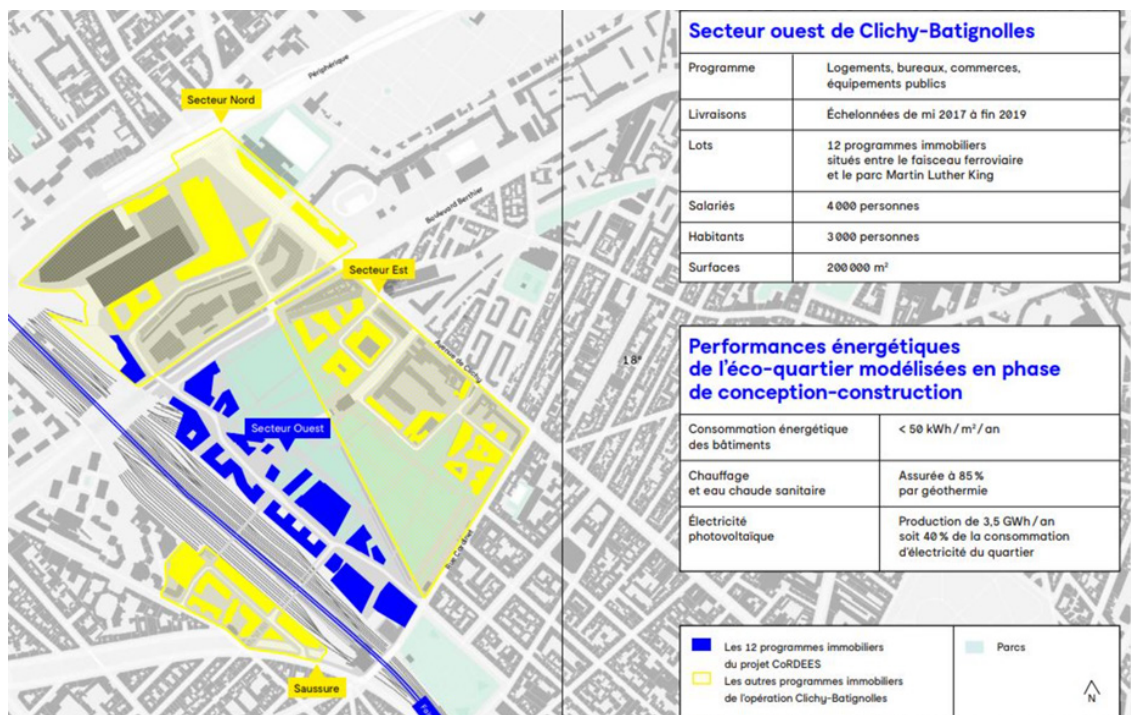 Périphérique
Secteur Nord
Boulevard Berthier
Secteur Est
Avenue de Clichy
Secteur Ouest
Rue Cardinet
Saussure
18e
Secteur ouest de Clichy-Batignolles
Programme
Logements, bureaux, commerces,
équipements publics
Livraisons
Échelonnées de mi 2017 à fin 2019
Lots
12 programmes immobiliers
situés entre le faisceau ferroviaire
et le parc Martin Luther King
Salariés
4 000 personnes
Habitants
3 000 personnes
Surfaces
200 000 m²
Performances énergétiques
de l’éco-quartier modélisées en phase
de conception-construction
Consommation énergétique
des bâtiments
< 50 kWh / m² / an
Chauffage
et eau chaude sanitaire
Assurée à 85 %
par géothermie
Électricité
photovoltaïque
Production de 3,5 GWh / an
soit 40 % de la consommation
d’électricité du quartier
Les 12 programmes immobiliers
du projet CoRDEES
Les autres programmes immobiliers
de l’opération Clichy-Batignolles
Parcs
N